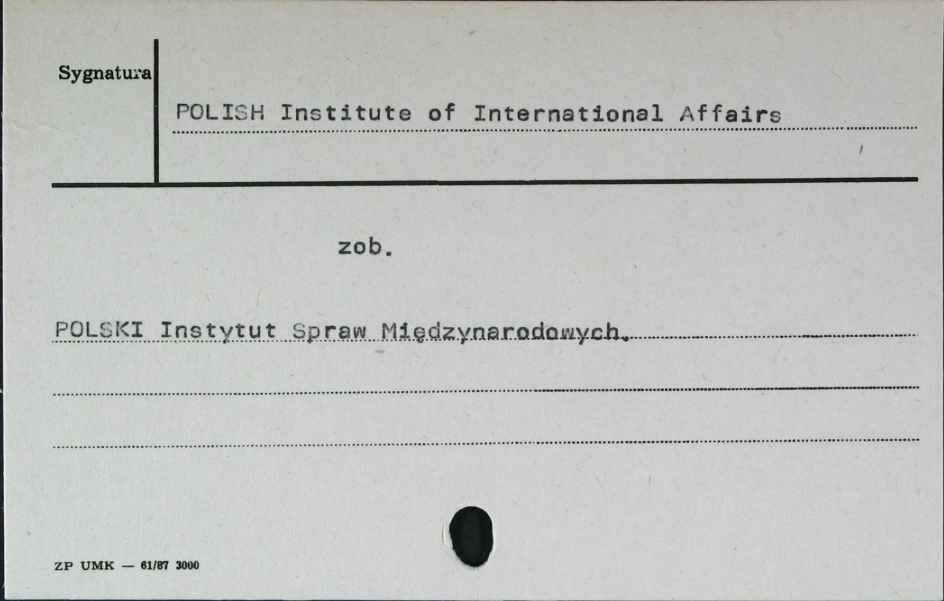 Sygnatura
POLISH Institute of International Affairs
zob.
POLSKI Instytut Spraw Międzynarodowych.
ZP UMK — 61/87 3000